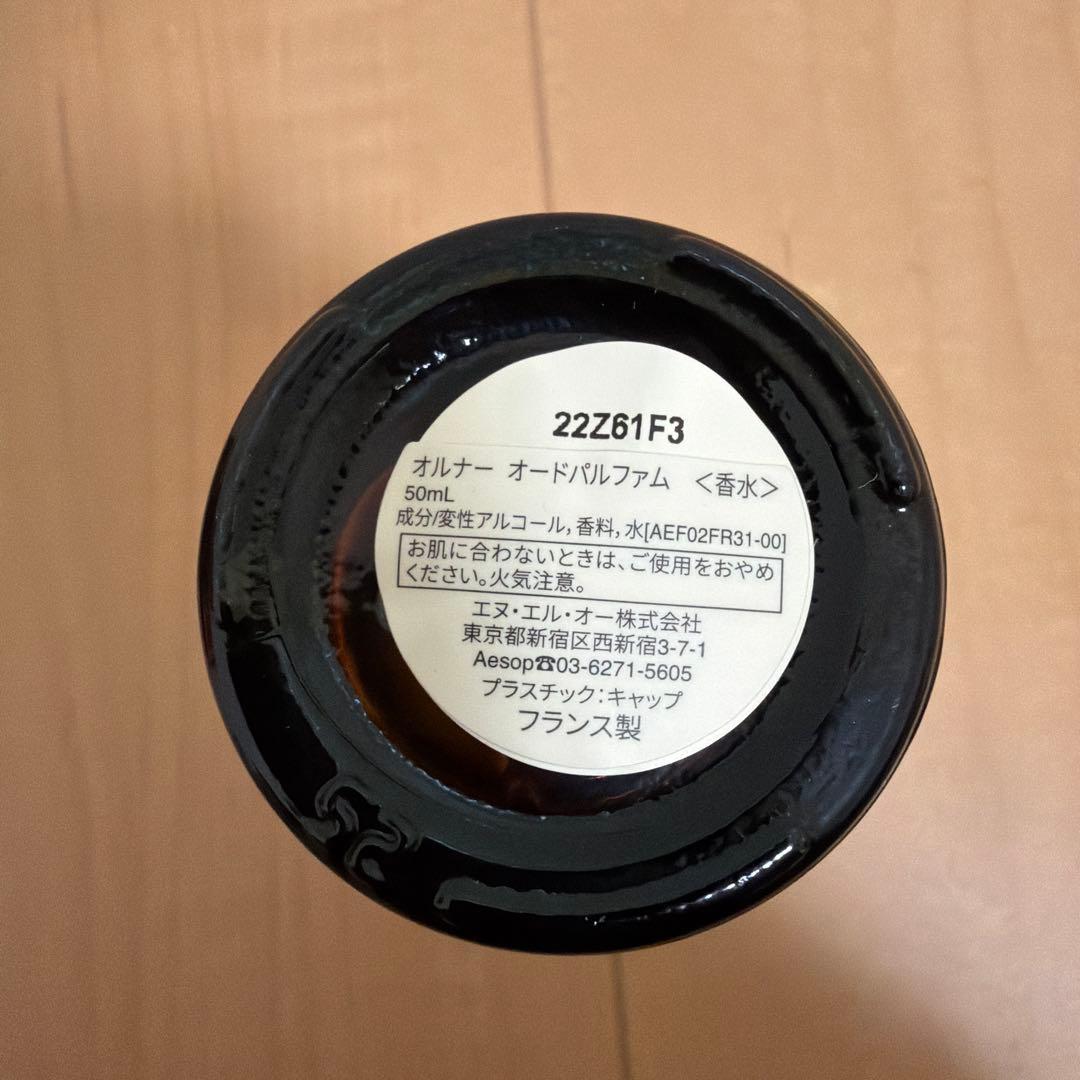 22Z61F3
オルナー オードパルファム <香水>
50mL
成分/変性アルコール,香料,水[AEF02FR31-00]
お肌に合わないときは、ご使用をおやめ
ください。火気注意。
エヌ・エル・オー株式会社
東京都新宿区西新宿3-7-1
Aesop☎03-6271-5605
プラスチック:キャップ
フランス製